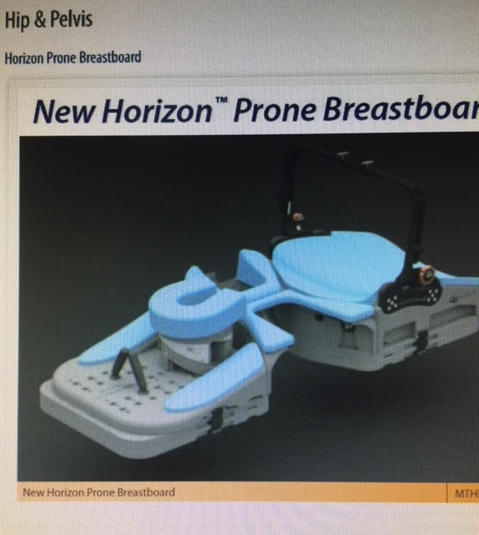 Hip & Pelvis
Horizon Prone Breastboard
New Horizon™ Prone Breastboar
New Horizon Prone Breastboard
MTH